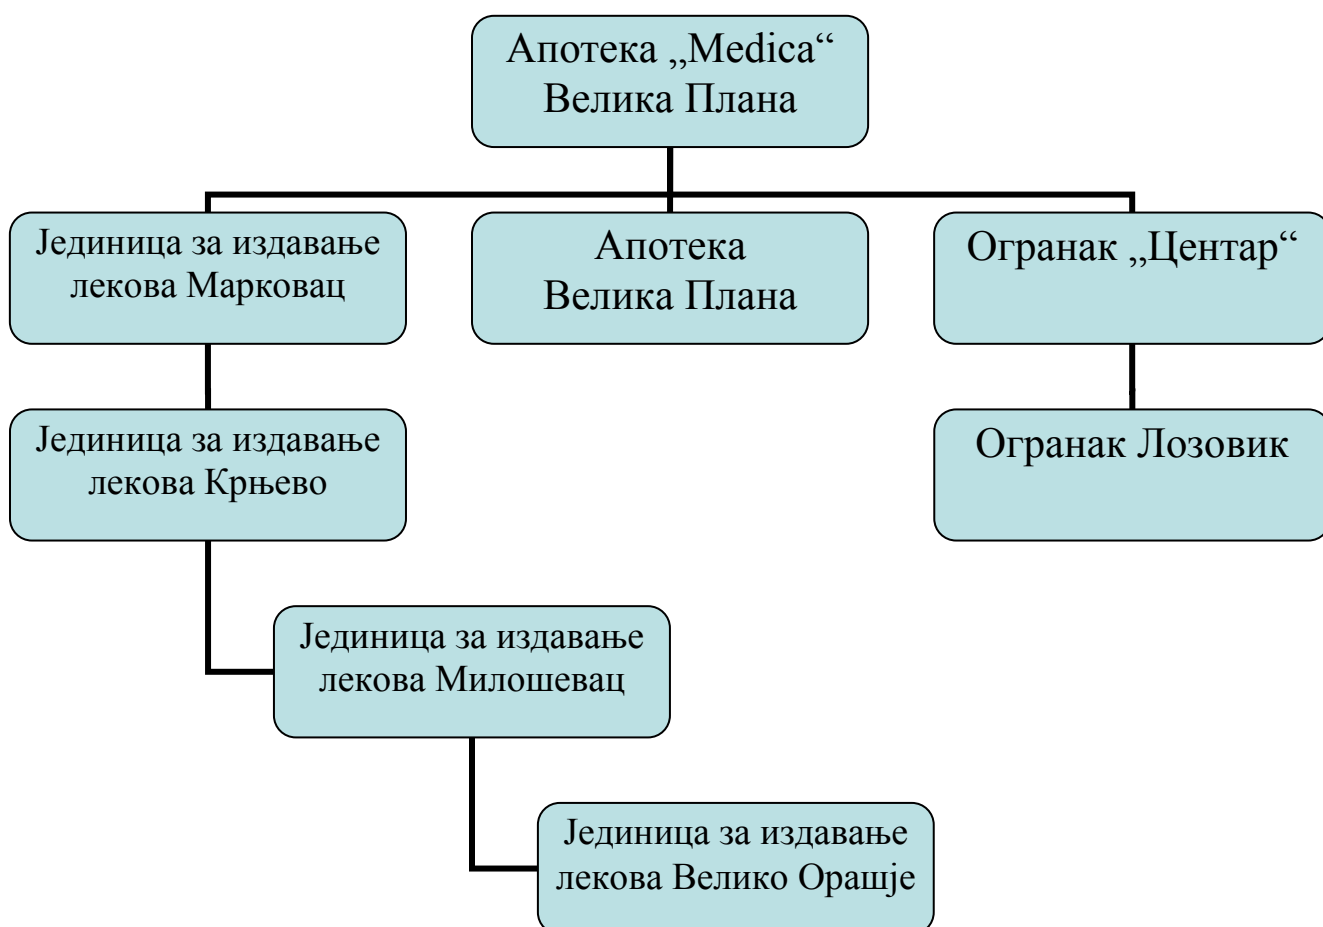 Апотека „Medica“
Велика Плана
Јединица за издавање
лекова Марковац
Апотека
Велика Плана
Огранак „Центар“
Јединица за издавање
лекова Крњево
Огранак Лозовик
Јединица за издавање
лекова Милошевац
Јединица за издавање
лекова Велико Орашје